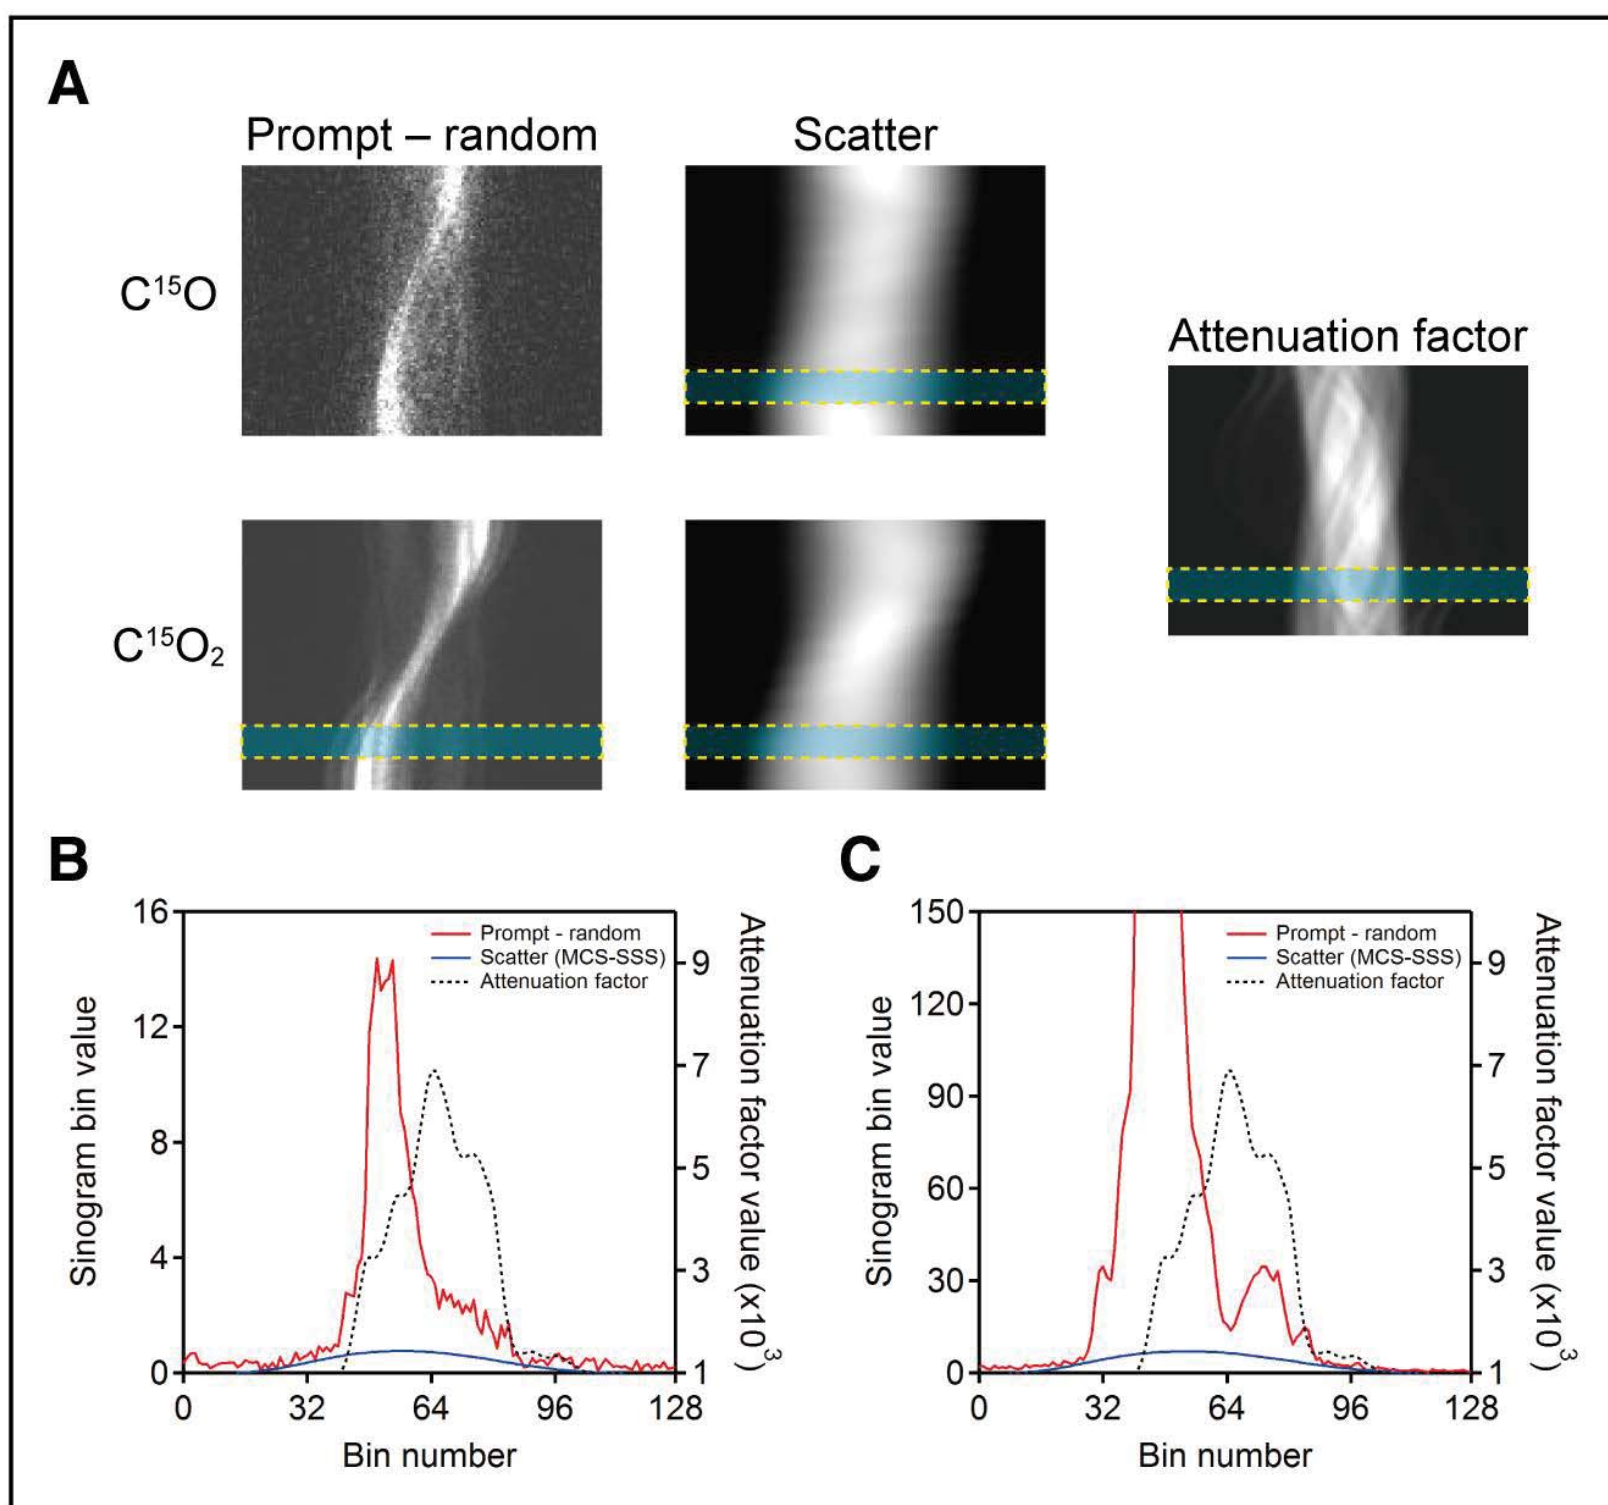 A
Prompt – random
Scatter
C¹⁵O
Attenuation factor
C¹⁵O₂
B
16
12
8
4
0
Sinogram bin value
Prompt - random
Scatter (MCS-SSS)
Attenuation factor
9
7
5
3
1
Attenuation factor value (x10³)
0 32 64 96 128
Bin number
C
150
120
90
60
30
0
Sinogram bin value
Prompt - random
Scatter (MCS-SSS)
Attenuation factor
9
7
5
3
1
Attenuation factor value (x10³)
0 32 64 96 128
Bin number